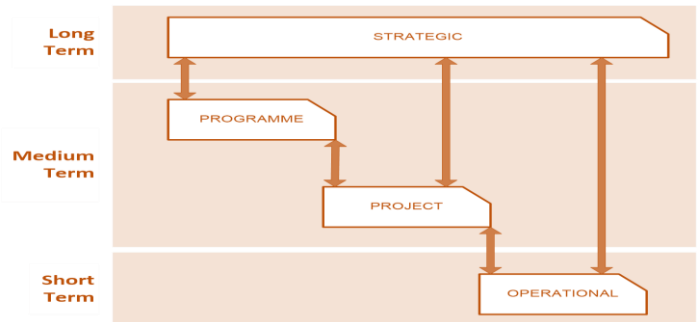 Long
Term
STRATEGIC
PROGRAMME
Medium
Term
PROJECT
Short
Term
OPERATIONAL